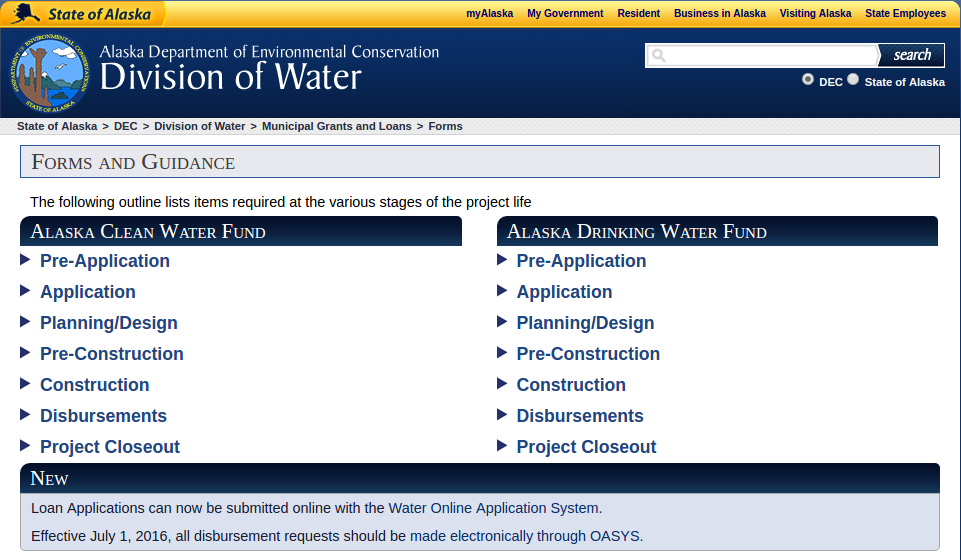 State of Alaska
myAlaska My Government Resident Business in Alaska Visiting Alaska State Employees
DEPARTMENT OF ENVIRONMENTAL CONSERVATION
STATE OF ALASKA
Alaska Department of Environmental Conservation
Division of Water
search
DEC State of Alaska
State of Alaska > DEC > Division of Water > Municipal Grants and Loans > Forms
Forms and Guidance
The following outline lists items required at the various stages of the project life
Alaska Clean Water Fund
Pre-Application
Application
Planning/Design
Pre-Construction
Construction
Disbursements
Project Closeout
Alaska Drinking Water Fund
Pre-Application
Application
Planning/Design
Pre-Construction
Construction
Disbursements
Project Closeout
New
Loan Applications can now be submitted online with the Water Online Application System.
Effective July 1, 2016, all disbursement requests should be made electronically through OASYS.